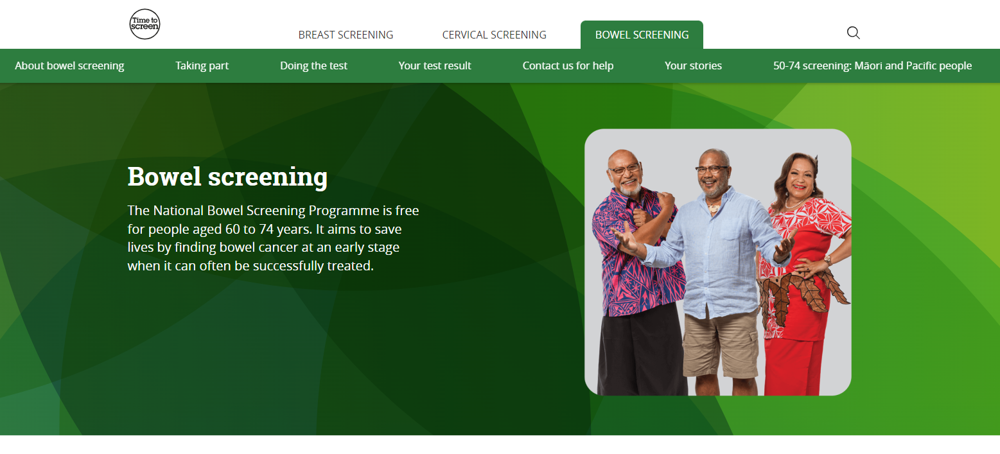 Time to
screen
BREAST SCREENING
CERVICAL SCREENING
BOWEL SCREENING
About bowel screening
Taking part
Doing the test
Your test result
Contact us for help
Your stories
50-74 screening: Māori and Pacific people
Bowel screening
The National Bowel Screening Programme is free
for people aged 60 to 74 years. It aims to save
lives by finding bowel cancer at an early stage
when it can often be successfully treated.